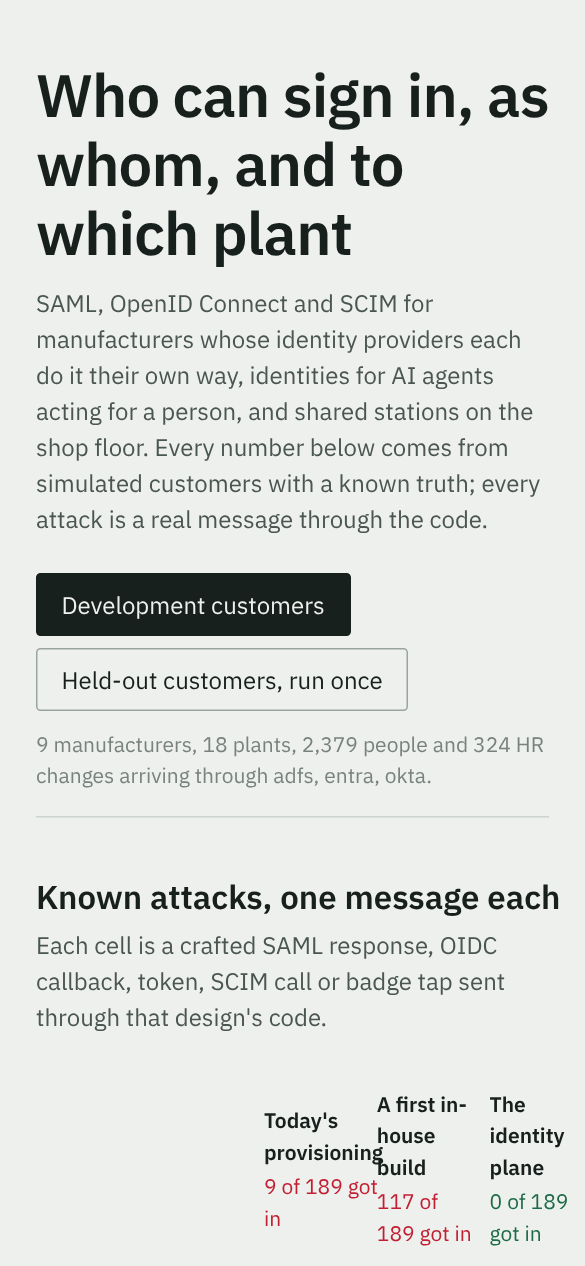 Who can sign in, as
whom, and to
which plant
SAML, OpenID Connect and SCIM for
manufacturers whose identity providers each
do it their own way, identities for AI agents
acting for a person, and shared stations on the
shop floor. Every number below comes from
simulated customers with a known truth; every
attack is a real message through the code.
Development customers
Held-out customers, run once
9 manufacturers, 18 plants, 2,379 people and 324 HR
changes arriving through adfs, entra, okta.
Known attacks, one message each
Each cell is a crafted SAML response, OIDC
callback, token, SCIM call or badge tap sent
through that design's code.
Today's
provisioning
9 of 189 got
in
A first in-
house
build
117 of
189 got in
The
identity
plane
0 of 189
got in